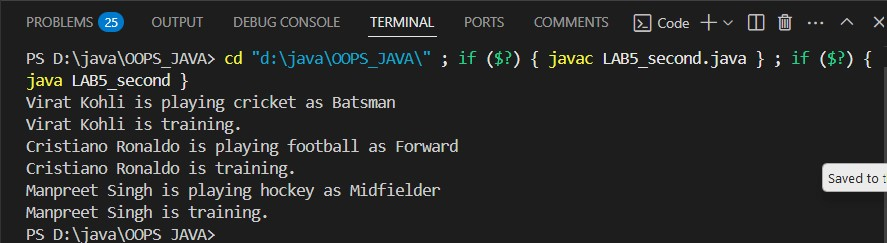 PROBLEMS 25 OUTPUT DEBUG CONSOLE TERMINAL PORTS COMMENTS Code
PS D:\java\OOPS_JAVA> cd "d:\java\OOPS_JAVA\" ; if ($?) { javac LAB5_second.java } ; if ($?) {
java LAB5_second }
Virat Kohli is playing cricket as Batsman
Virat Kohli is training.
Cristiano Ronaldo is playing football as Forward
Cristiano Ronaldo is training.
Manpreet Singh is playing hockey as Midfielder
Saved to
Manpreet Singh is training.
PS D:\java\OOPS_JAVA>